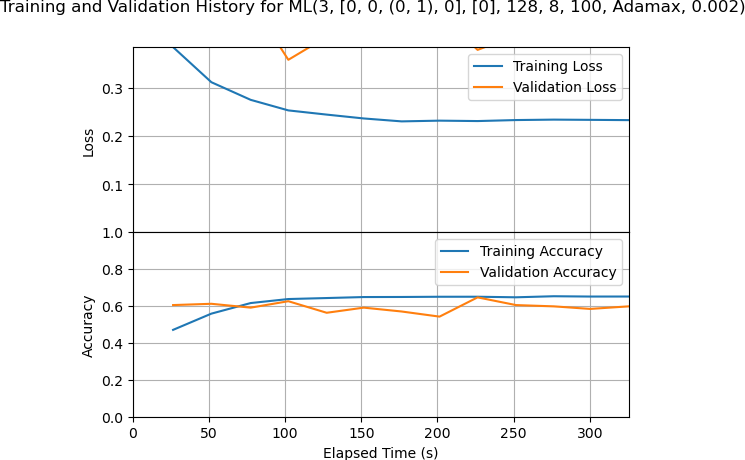 Training and Validation History for ML(3, [0, 0, (0, 1), 0], [0], 128, 8, 100, Adamax, 0.002)
0.3
0.2
0.1
Loss
Training Loss
Validation Loss
1.0
0.8
0.6
0.4
0.2
0.0
Accuracy
Training Accuracy
Validation Accuracy
0 50 100 150 200 250 300
Elapsed Time (s)